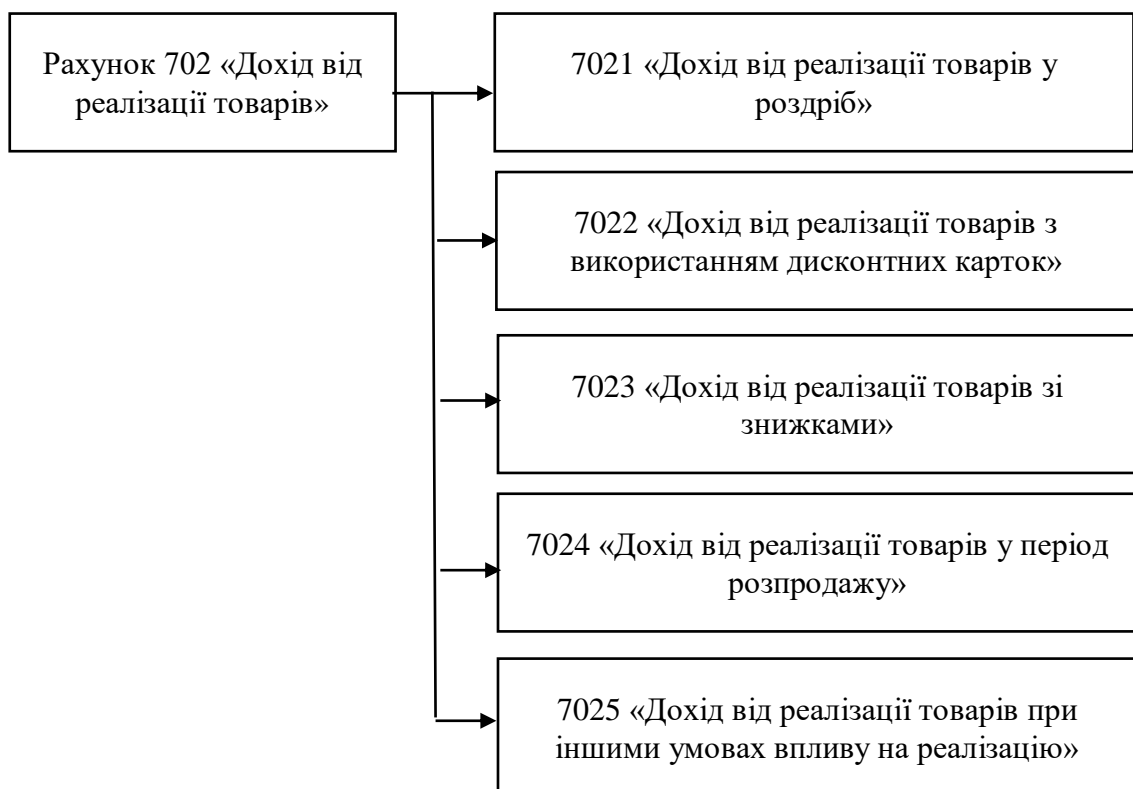 Рахунок 702 «Дохід від
реалізації товарів»
7021 «Дохід від реалізації товарів у
роздріб»
7022 «Дохід від реалізації товарів з
використанням дисконтних карток»
7023 «Дохід від реалізації товарів зі
знижками»
7024 «Дохід від реалізації товарів у період
розпродажу»
7025 «Дохід від реалізації товарів при
іншими умовах впливу на реалізацію»